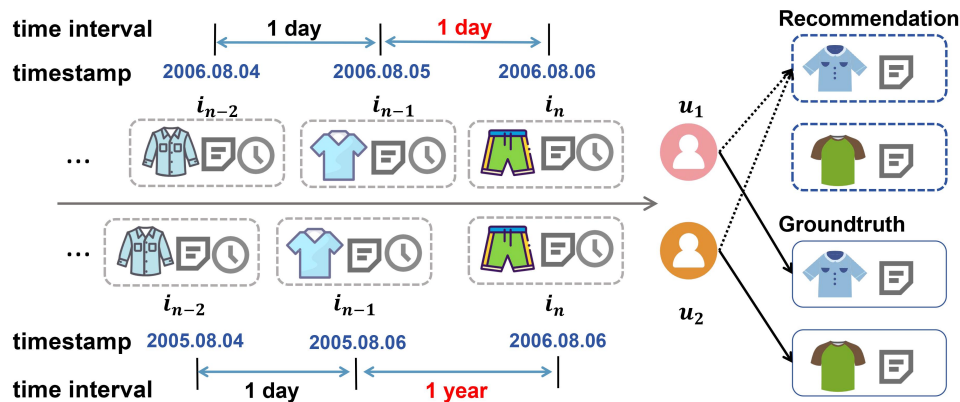 time interval 1 day 1 day Recommendation
timestamp 2006.08.04 2006.08.05 2006.08.06
i_{n-2} i_{n-1} i_n u_1
...
Groundtruth
...
i_{n-2} i_{n-1} i_n u_2
timestamp 2005.08.04 2005.08.06 2006.08.06
time interval 1 day 1 year